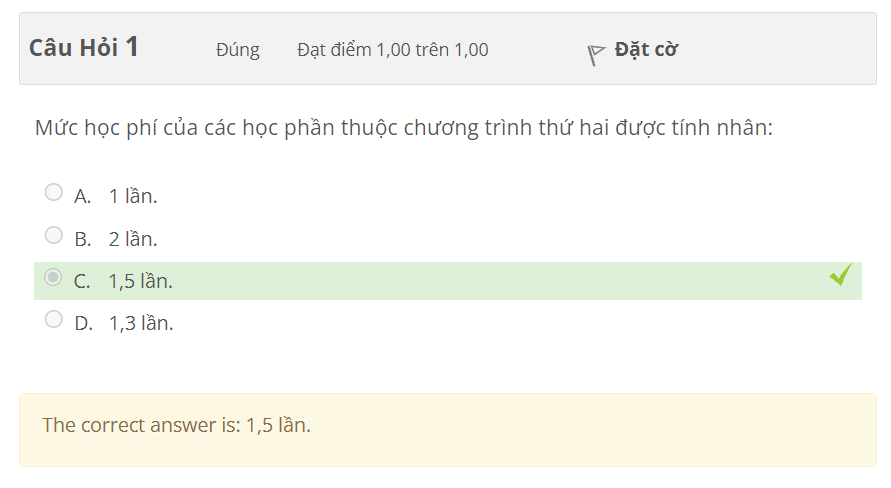 Câu Hỏi 1 Đúng Đạt điểm 1,00 trên 1,00 Đặt cờ
Mức học phí của các học phần thuộc chương trình thứ hai được tính nhân:
A. 1 lần.
B. 2 lần.
C. 1,5 lần.
D. 1,3 lần.
The correct answer is: 1,5 lần.